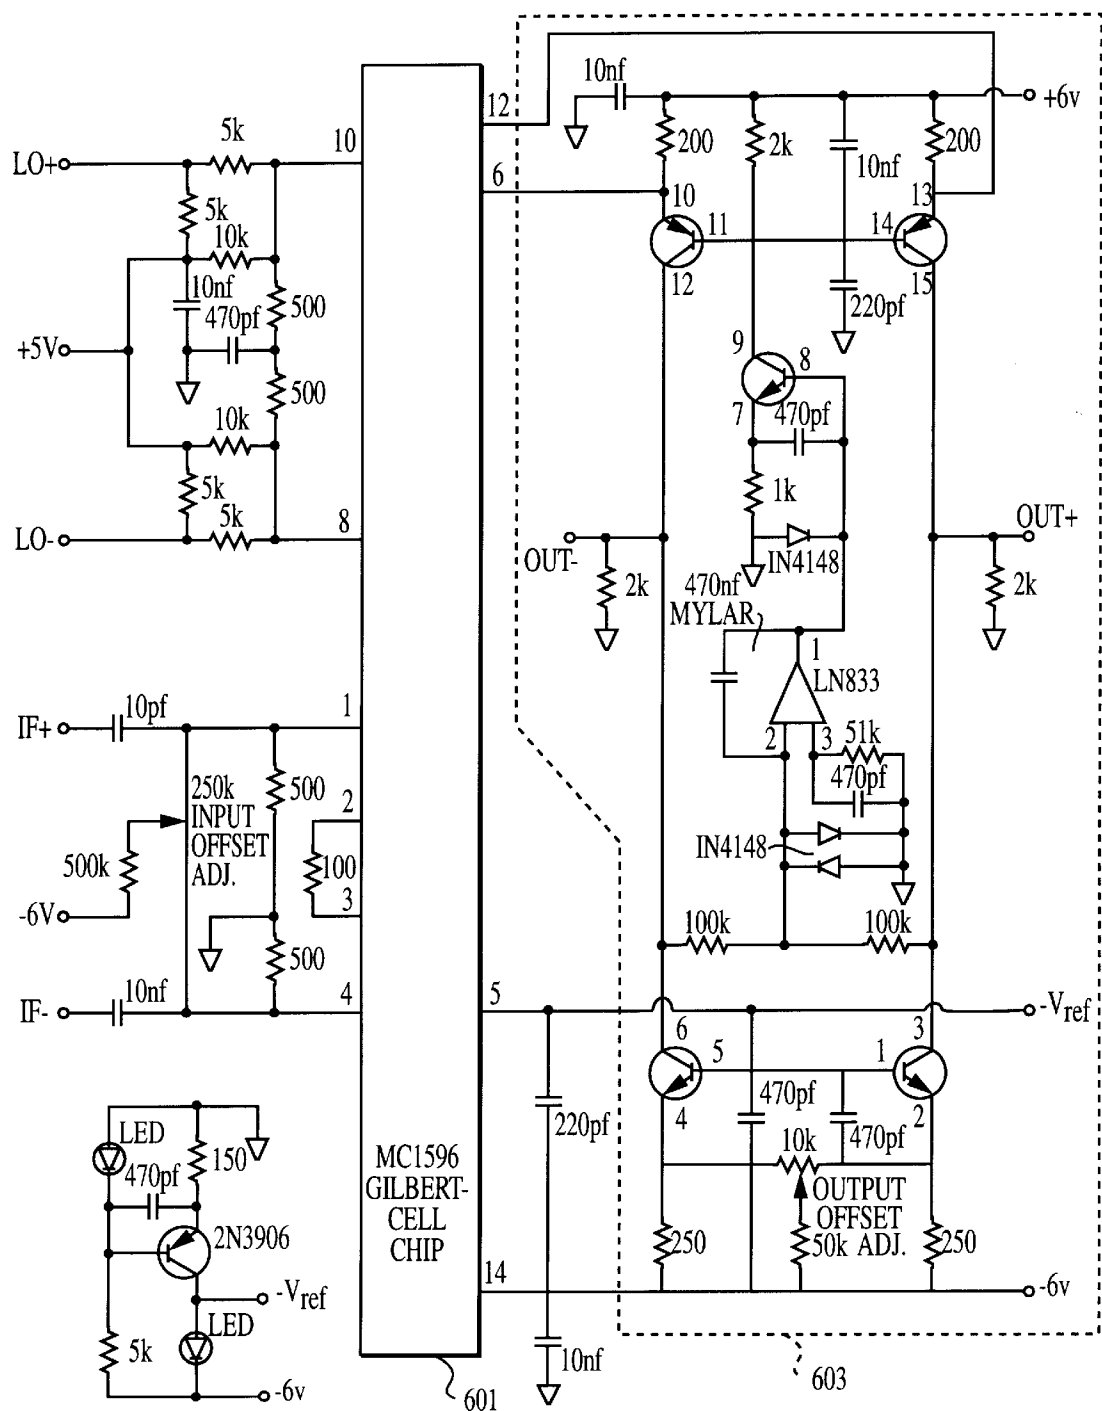 10nf
+6v
12
5k
10
200
2k
200
LO+
10nf
6
10
13
5k
11
14
10k
12
15
10nf
500
220pf
470pf
+5V
9
8
500
7
470pf
10k
5k
1k
5k
8
OUT+
LO-
OUT-
IN4148
2k
470nf
MYLAR
2k
1
LN833
10pf
1
IF+
2
3
51k
250k
INPUT
OFFSET
ADJ.
500
470pf
2
500k
100
IN4148
-6V
3
100k
100k
500
10nf
4
5
-Vref
IF-
6
3
5
1
470pf
4
2
LED
220pf
470pf
150
10k
470pf
MC1596
GILBERT-
CELL
CHIP
OUTPUT
OFFSET
50k ADJ.
2N3906
250
250
14
-6v
-Vref
LED
5k
10nf
-6v
601
603